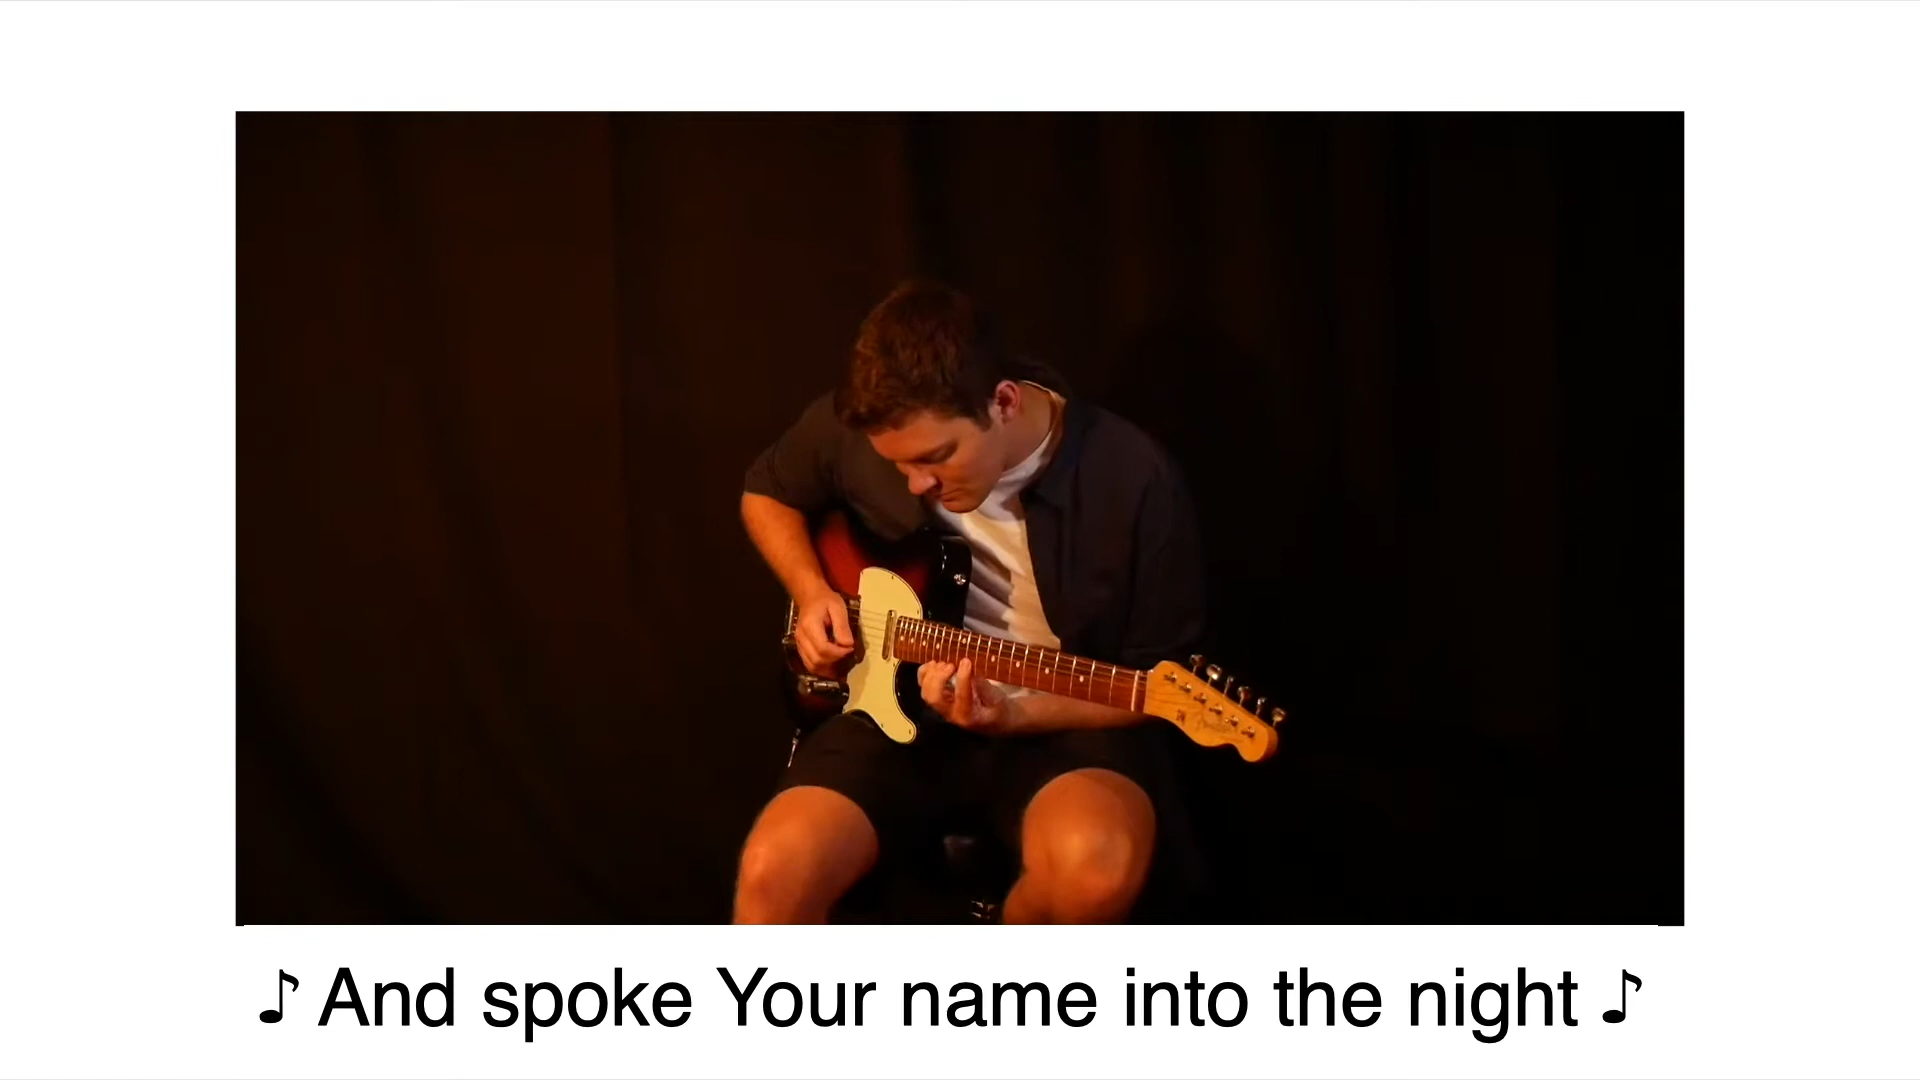 ♪ And spoke Your name into the night ♪